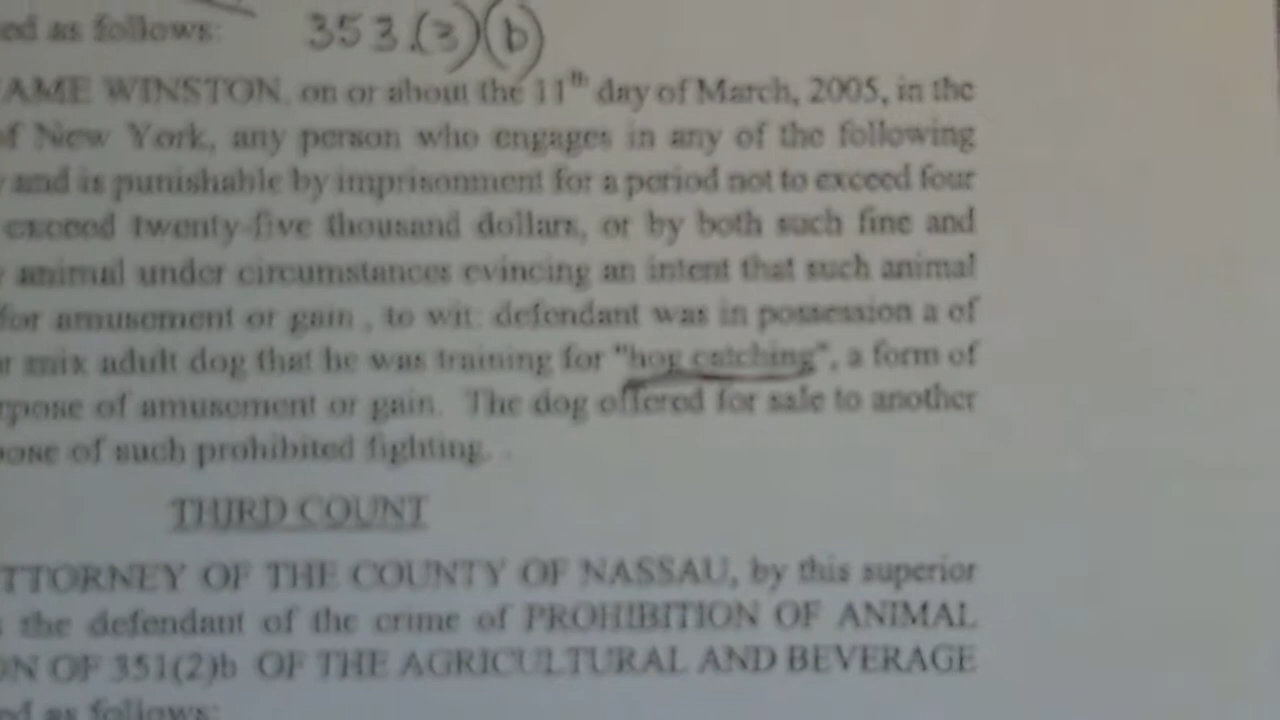 ed as follows: 353.(3)(b)
AME WINSTON, on or about the 11th day of March, 2005, in the
of New York, any person who engages in any of the following
and is punishable by imprisonment for a period not to exceed four
exceed twenty-five thousand dollars, or by both such fine and
animal under circumstances evincing an intent that such animal
for amusement or gain, to wit: defendant was in possession a of
mix adult dog that he was training for "hog catching", a form of
rpose of amusement or gain. The dog offered for sale to another
ose of such prohibited fighting.
THIRD COUNT
TTORNEY OF THE COUNTY OF NASSAU, by this superior
the defendant of the crime of PROHIBITION OF ANIMAL
ON OF 351(2)b OF THE AGRICULTURAL AND BEVERAGE
ed as follows: